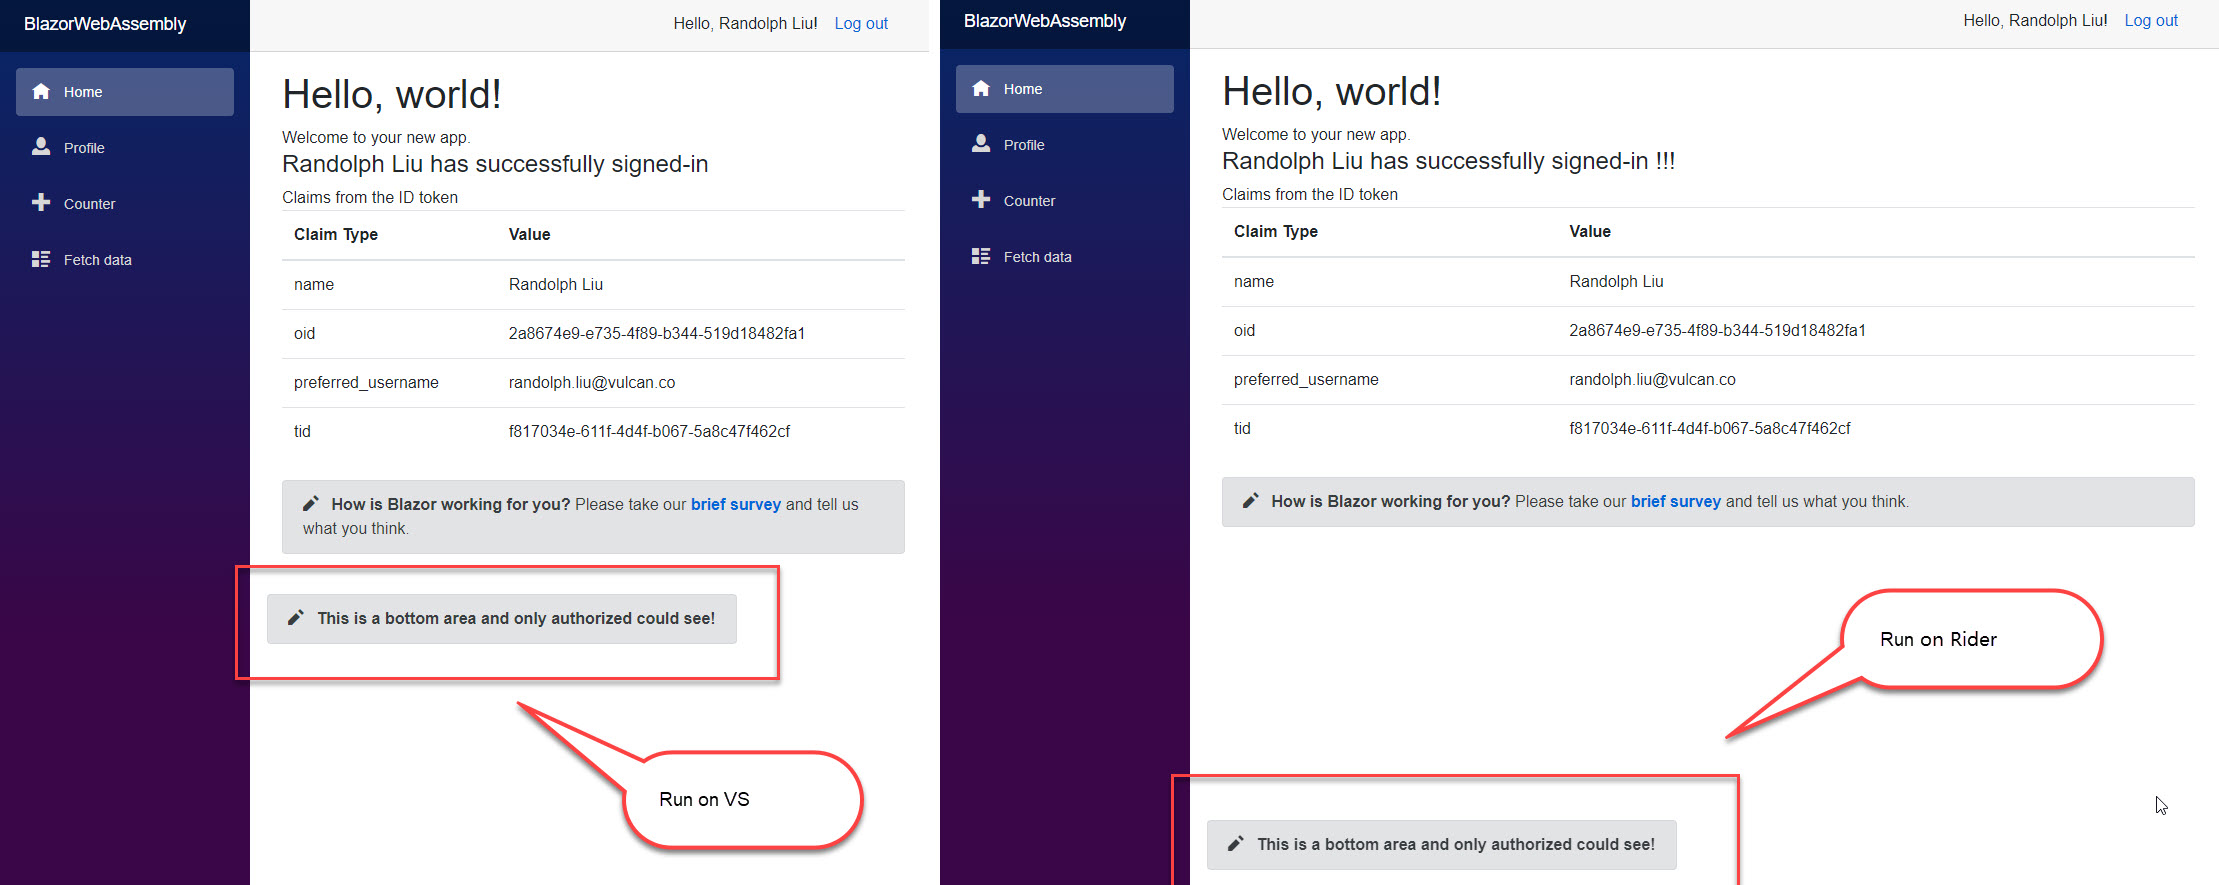 BlazorWebAssembly
Hello, Randolph Liu! Log out
Home
Profile
Counter
Fetch data
Hello, world!
Welcome to your new app.
Randolph Liu has successfully signed-in
Claims from the ID token
Claim Type Value
name Randolph Liu
oid 2a8674e9-e735-4f89-b344-519d18482fa1
preferred_username randolph.liu@vulcan.co
tid f817034e-611f-4d4f-b067-5a8c47f462cf
How is Blazor working for you? Please take our brief survey and tell us
what you think.
This is a bottom area and only authorized could see!
Run on VS
BlazorWebAssembly
Hello, Randolph Liu! Log out
Home
Profile
Counter
Fetch data
Hello, world!
Welcome to your new app.
Randolph Liu has successfully signed-in !!!
Claims from the ID token
Claim Type Value
name Randolph Liu
oid 2a8674e9-e735-4f89-b344-519d18482fa1
preferred_username randolph.liu@vulcan.co
tid f817034e-611f-4d4f-b067-5a8c47f462cf
How is Blazor working for you? Please take our brief survey and tell us what you think.
Run on Rider
This is a bottom area and only authorized could see!